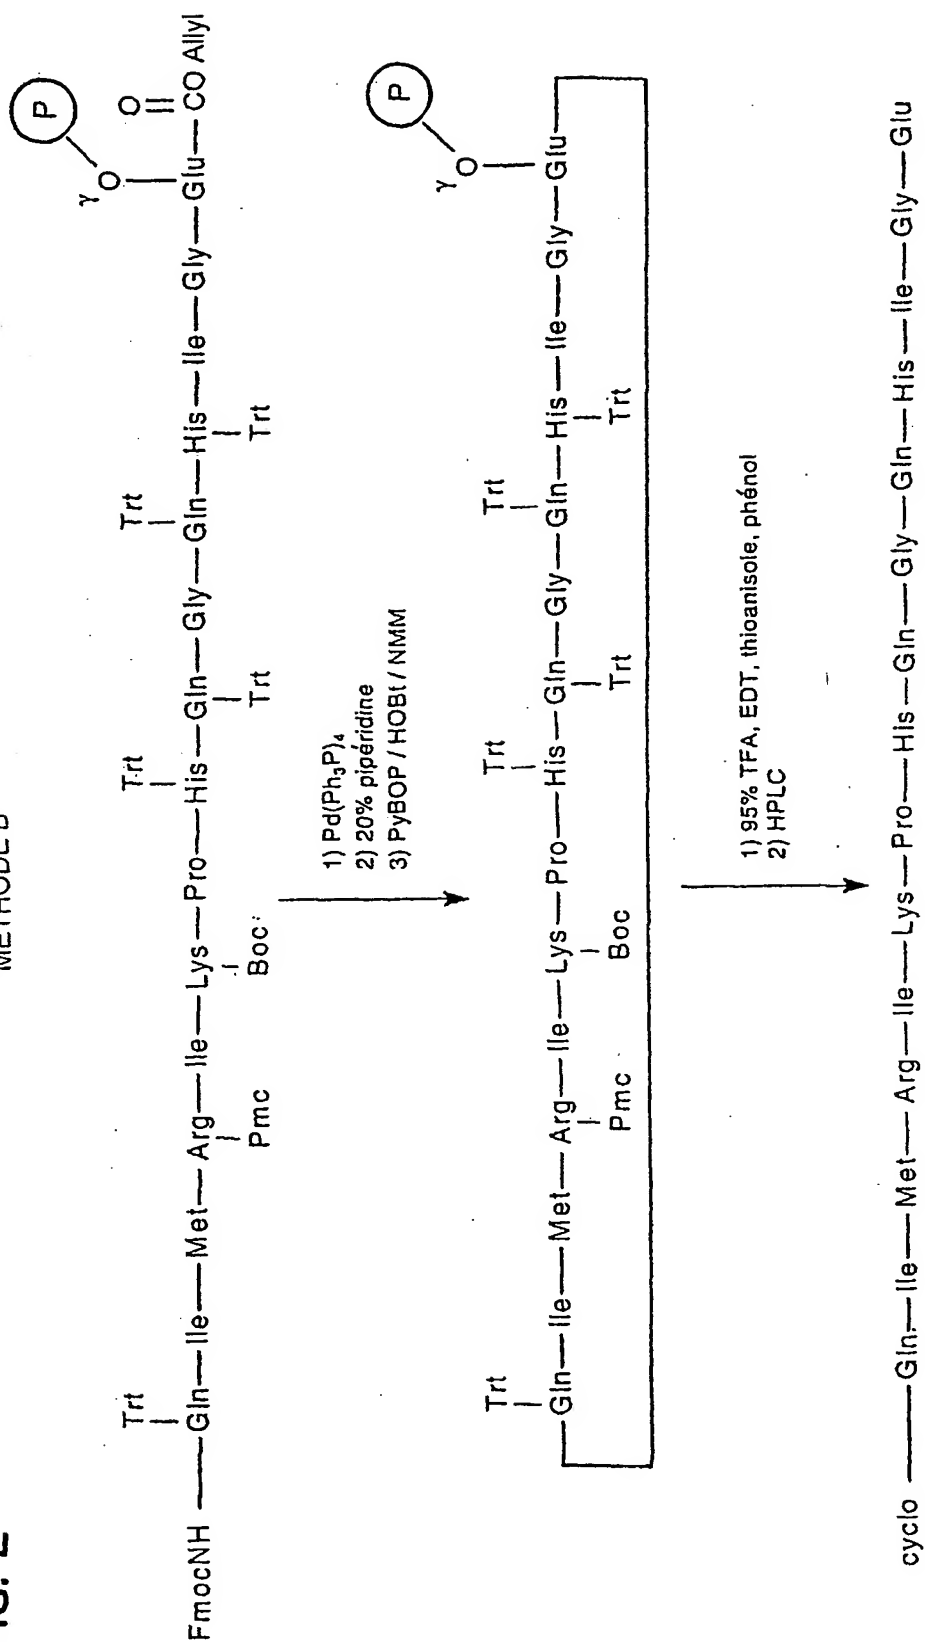 FmocNH — Gln — Ile — Met — Arg — Ile — Lys — Pro — His — Gln — Gly — Gln — His — Ile — Gly — Glu — CO Allyl
Trt
Pmc
Boc
Trt
Trt
Trt
Trt
γ O
P
O
1) Pd(Ph₃P)₄
2) 20% pipéridine
3) PyBOP / HOBt / NMM
Gln — Ile — Met — Arg — Ile — Lys — Pro — His — Gln — Gly — Gln — His — Ile — Gly — Glu
Trt
Pmc
Boc
Trt
Trt
Trt
Trt
γ O
P
1) 95% TFA, EDT, thioanisole, phénol
2) HPLC
cyclo — Gln — Ile — Met — Arg — Ile — Lys — Pro — His — Gln — Gly — Gln — His — Ile — Gly — Glu